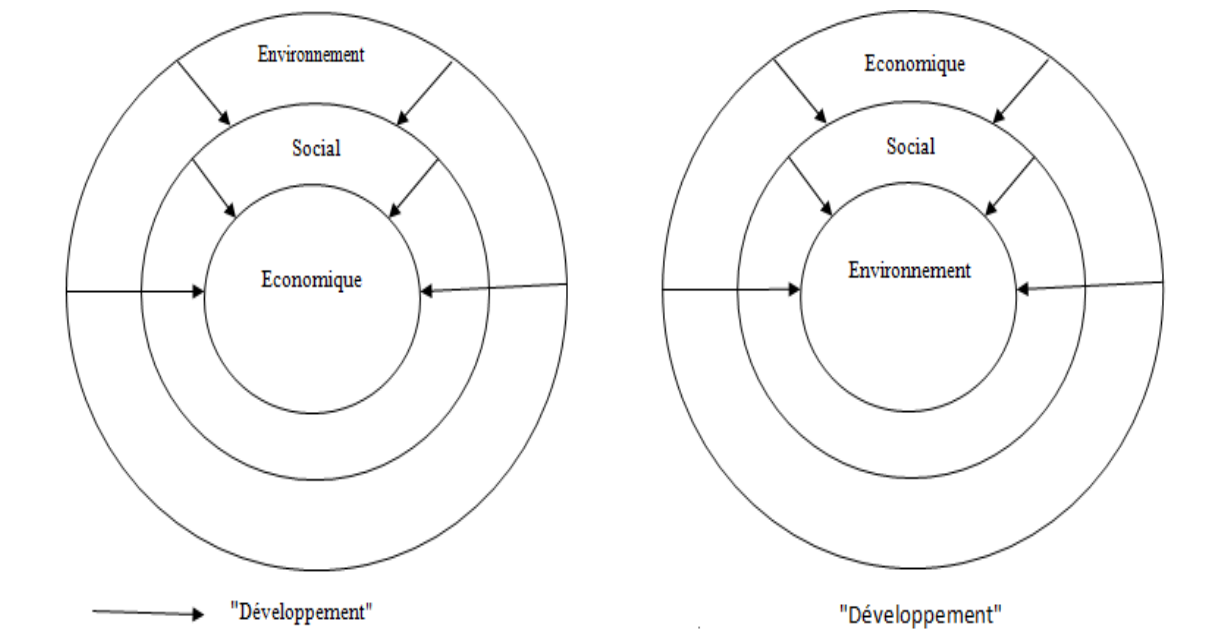 Environnement
Social
Economique
"Développement"
Economique
Social
Environnement
"Développement"